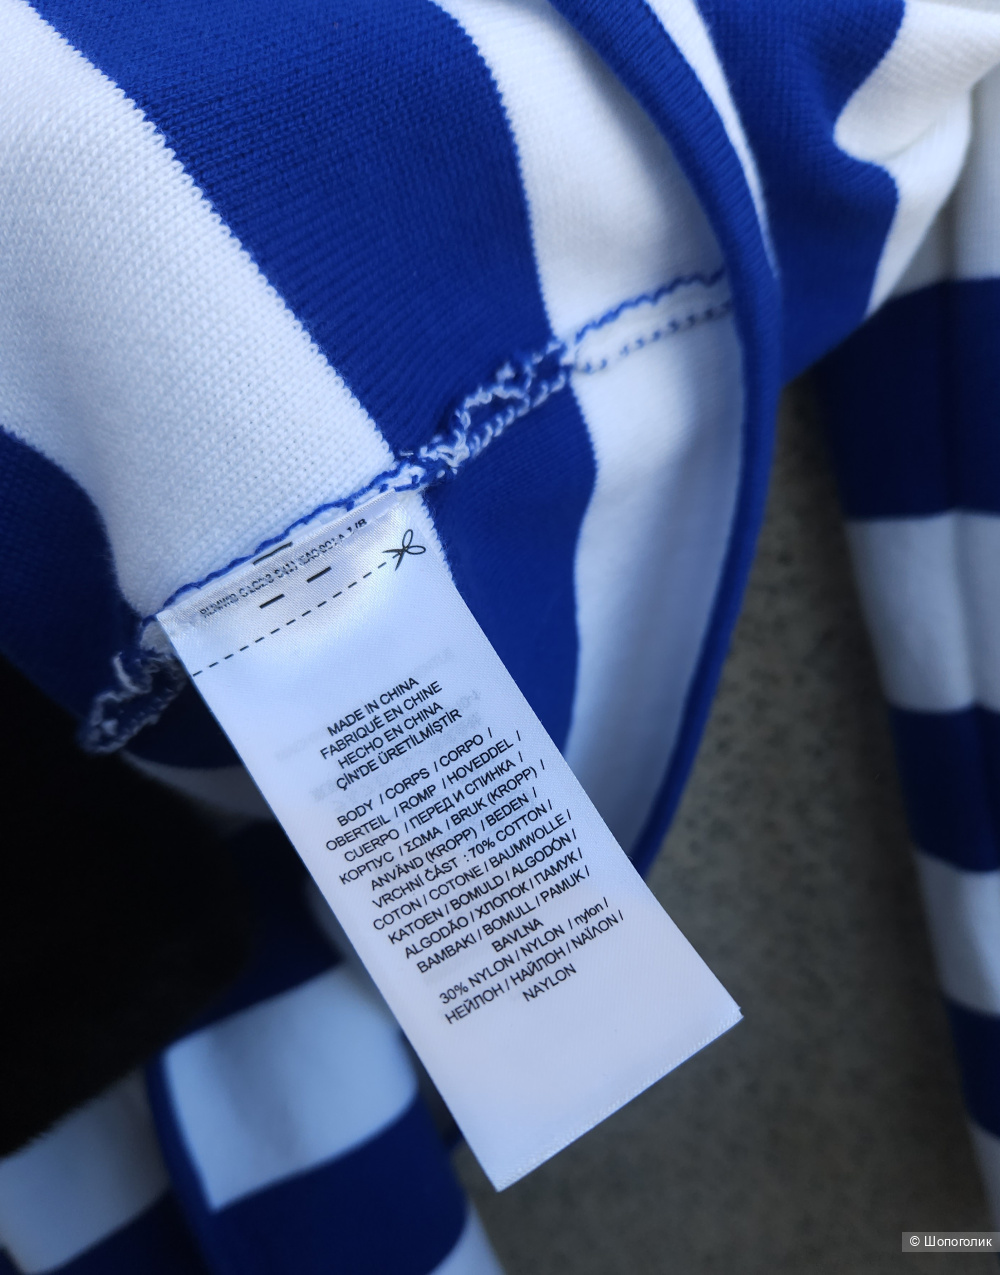 MADE IN CHINA
FABRIQUÉ EN CHINE
HECHO EN CHINA
ÇİN'DE ÜRETİLMİŞTİR
BODY / CORPS / CORPO /
OBERTEIL / ROMP / HOVEDDEL /
CUERPO / ПЕРЕД И СПИНКА /
КОРПУС / ΣΩΜΑ / BRUK (KROPP) /
ANVÄND (KROPP) / BEDEN /
VRCHNÍ ČÁST : 70% COTTON /
COTON / COTONE / BAUMWOLLE /
KATOEN / BOMULD / ALGODÓN /
ALGODÃO / ХЛОПОК / ПАМУК /
BAMBAKI / BOMULL / PAMUK /
BAVLNA
30% NYLON / NYLON / nylon /
НЕЙЛОН / НАЙЛОН / ΝΑΪΛΟΝ /
NAYLON
© Шопоголик